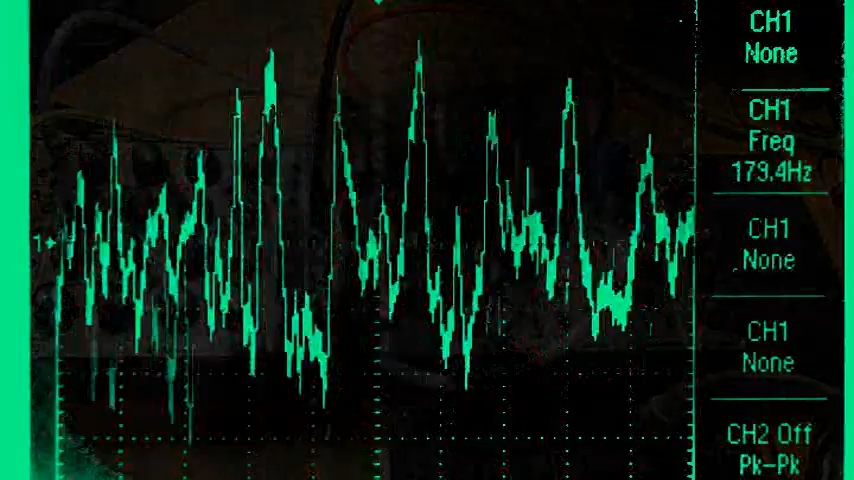 CH1
None
CH1
Freq
179.4Hz
1
CH1
None
CH1
None
CH2 Off
Pk-Pk